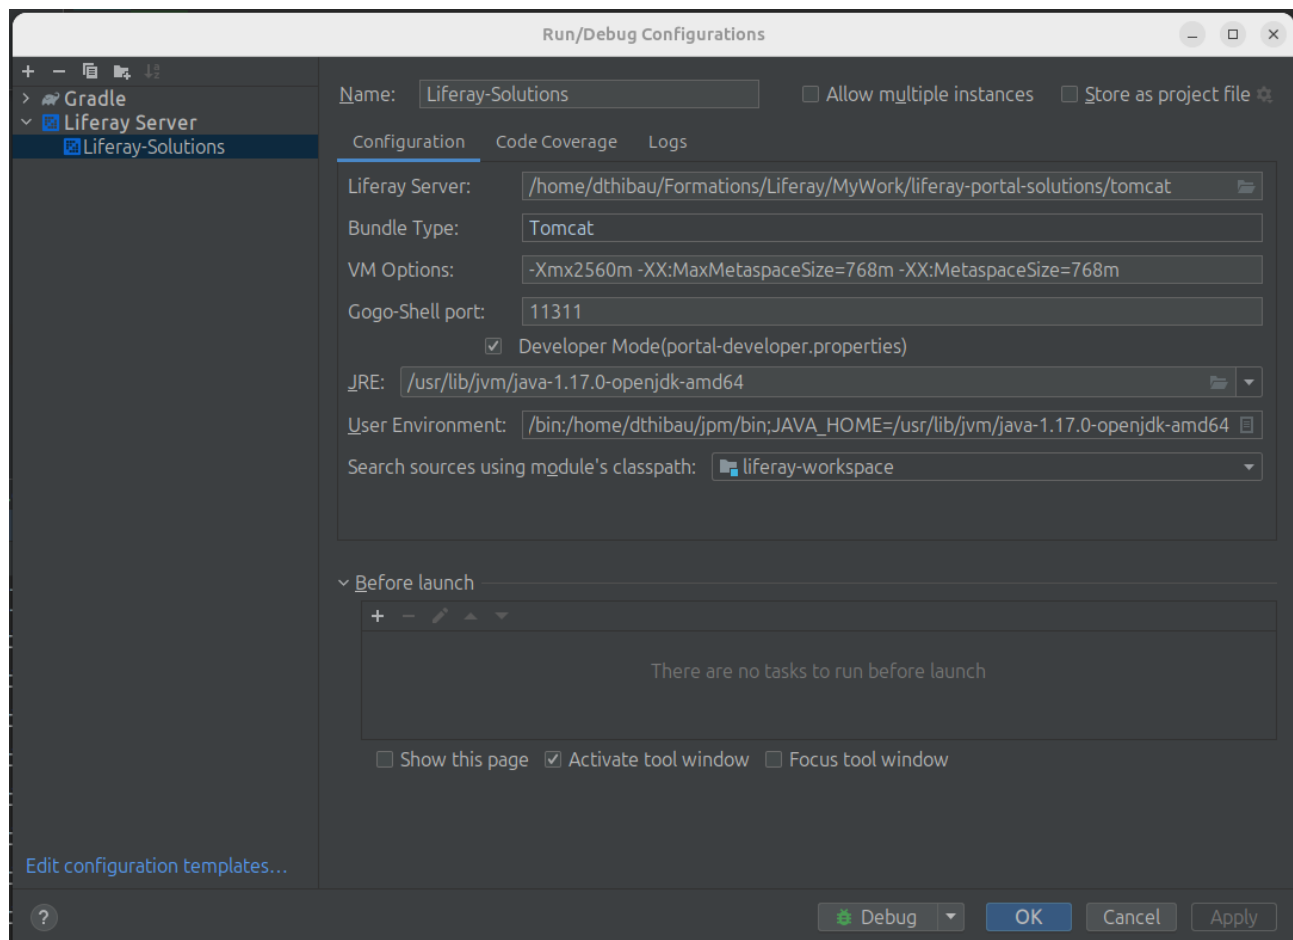 Run/Debug Configurations
Gradle
Liferay Server
Liferay-Solutions
Name: Liferay-Solutions Allow multiple instances Store as project file
Configuration Code Coverage Logs
Liferay Server: /home/dthibau/Formations/Liferay/MyWork/liferay-portal-solutions/tomcat
Bundle Type: Tomcat
VM Options: -Xmx2560m -XX:MaxMetaspaceSize=768m -XX:MetaspaceSize=768m
Gogo-Shell port: 11311
Developer Mode(portal-developer.properties)
JRE: /usr/lib/jvm/java-1.17.0-openjdk-amd64
User Environment: /bin:/home/dthibau/jpm/bin;JAVA_HOME=/usr/lib/jvm/java-1.17.0-openjdk-amd64
Search sources using module's classpath: liferay-workspace
Before launch
There are no tasks to run before launch
Show this page Activate tool window Focus tool window
Edit configuration templates...
? Debug OK Cancel Apply